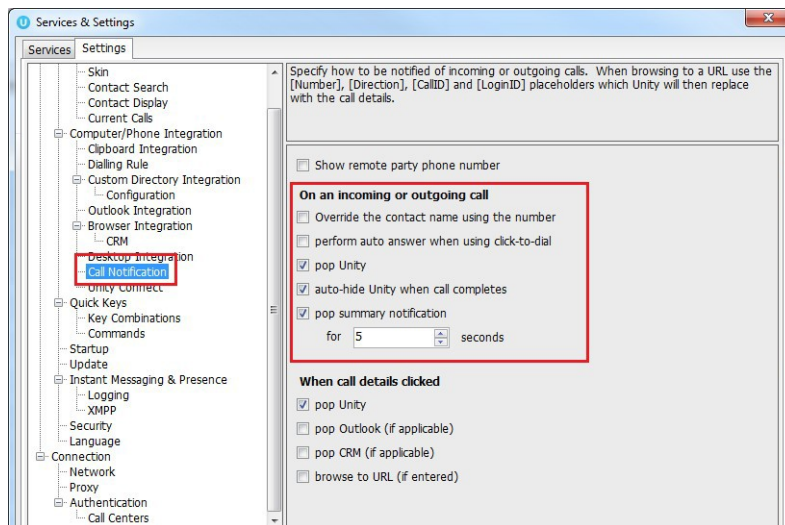 Services & Settings
Services
Settings
Skin
Contact Search
Contact Display
Current Calls
Computer/Phone Integration
Clipboard Integration
Dialling Rule
Custom Directory Integration
Configuration
Outlook Integration
Browser Integration
CRM
Desktop Integration
Call Notification
Unity Connect
Quick Keys
Key Combinations
Commands
Startup
Update
Instant Messaging & Presence
Logging
XMPP
Security
Language
Connection
Network
Proxy
Authentication
Call Centers
Specify how to be notified of incoming or outgoing calls.  When browsing to a URL use the
[Number], [Direction], [CallID] and [LoginID] placeholders which Unity will then replace
with the call details.
Show remote party phone number
On an incoming or outgoing call
Override the contact name using the number
perform auto answer when using click-to-dial
pop Unity
auto-hide Unity when call completes
pop summary notification
for 5 seconds
When call details clicked
pop Unity
pop Outlook (if applicable)
pop CRM (if applicable)
browse to URL (if entered)